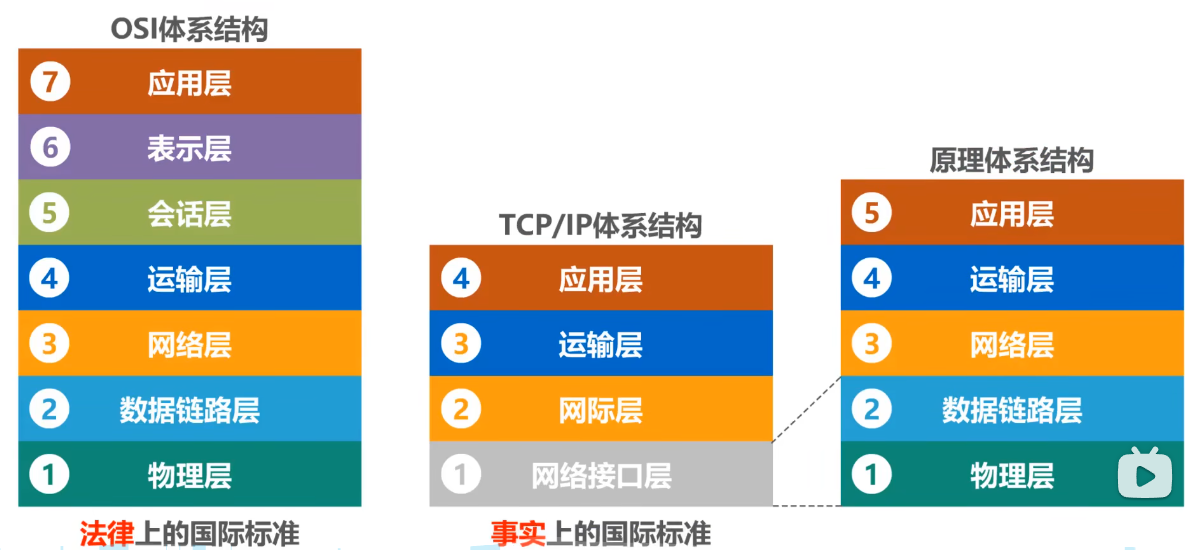 OSI体系结构
7 应用层
6 表示层
5 会话层
4 运输层
3 网络层
2 数据链路层
1 物理层
法律上的国际标准
TCP/IP体系结构
4 应用层
3 运输层
2 网际层
1 网络接口层
事实上的国际标准
原理体系结构
5 应用层
4 运输层
3 网络层
2 数据链路层
1 物理层